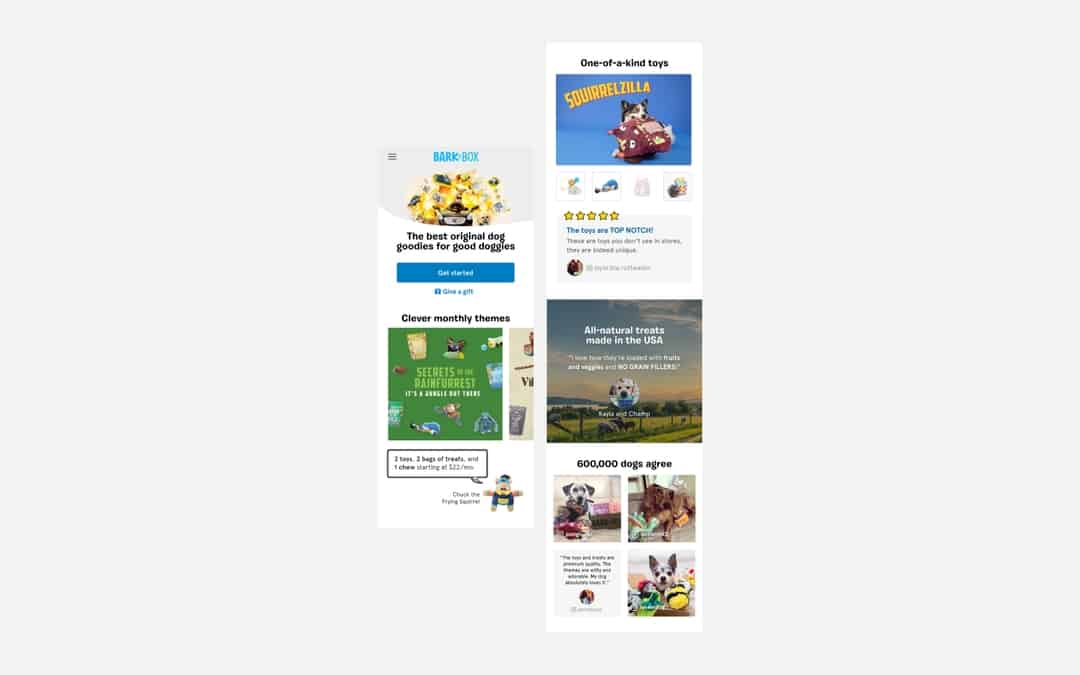 BARK BOX
The best original dog
goodies for good doggies
Get started
Give a gift
Clever monthly themes
SECRETS OF THE
RAINFURREST
IT'S A JUNGLE OUT THERE
2 toys, 2 bags of treats, and
1 chew starting at $22/mo.
Chuck the
Frying Squirrel
One-of-a-kind toys
SQUIRRELZILLA
The toys are TOP NOTCH!
These are toys you don't see in stores,
they are indeed unique.
All-natural treats
made in the USA
"I love how they're loaded with fruits
and veggies and NO GRAIN FILLERS!"
Kayla and Champ
600,000 dogs agree
"The toys and treats are
premium quality. The
themes are witty and
adorable. My dog
absolutely loves it."